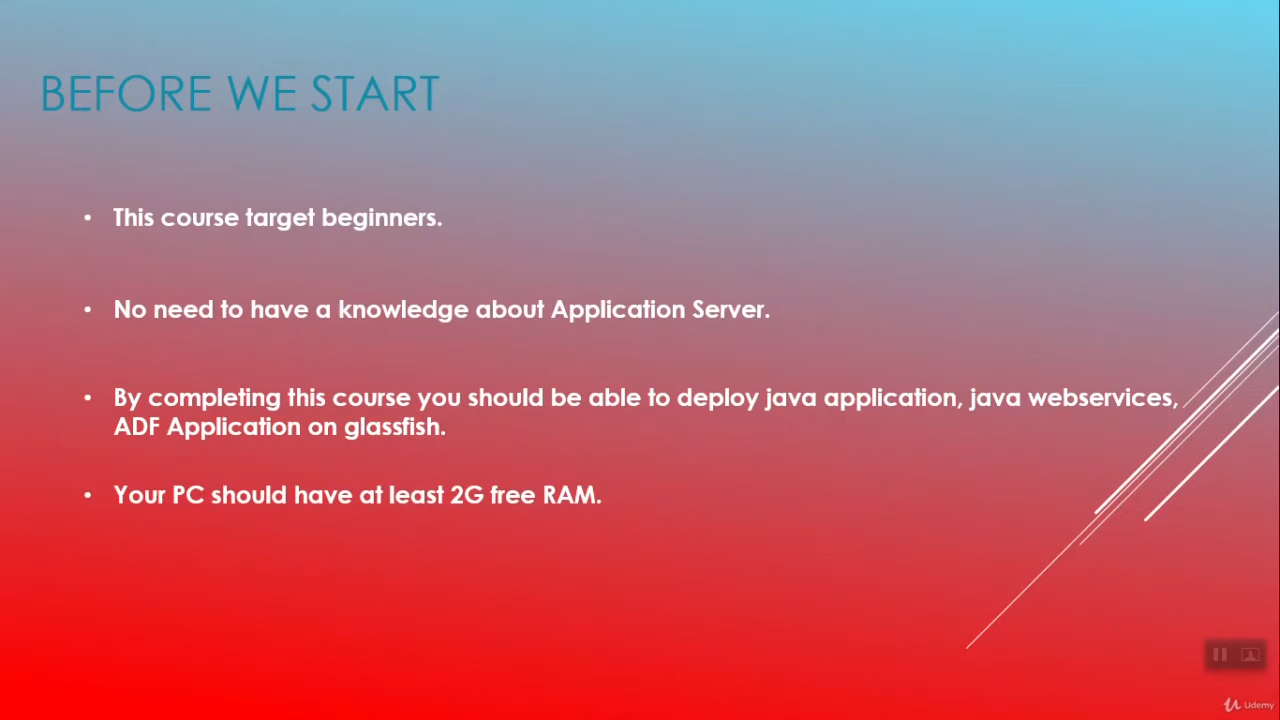 BEFORE WE START
• This course target beginners.
• No need to have a knowledge about Application Server.
• By completing this course you should be able to deploy java application, java webservices,
ADF Application on glassfish.
• Your PC should have at least 2G free RAM.
Udemy